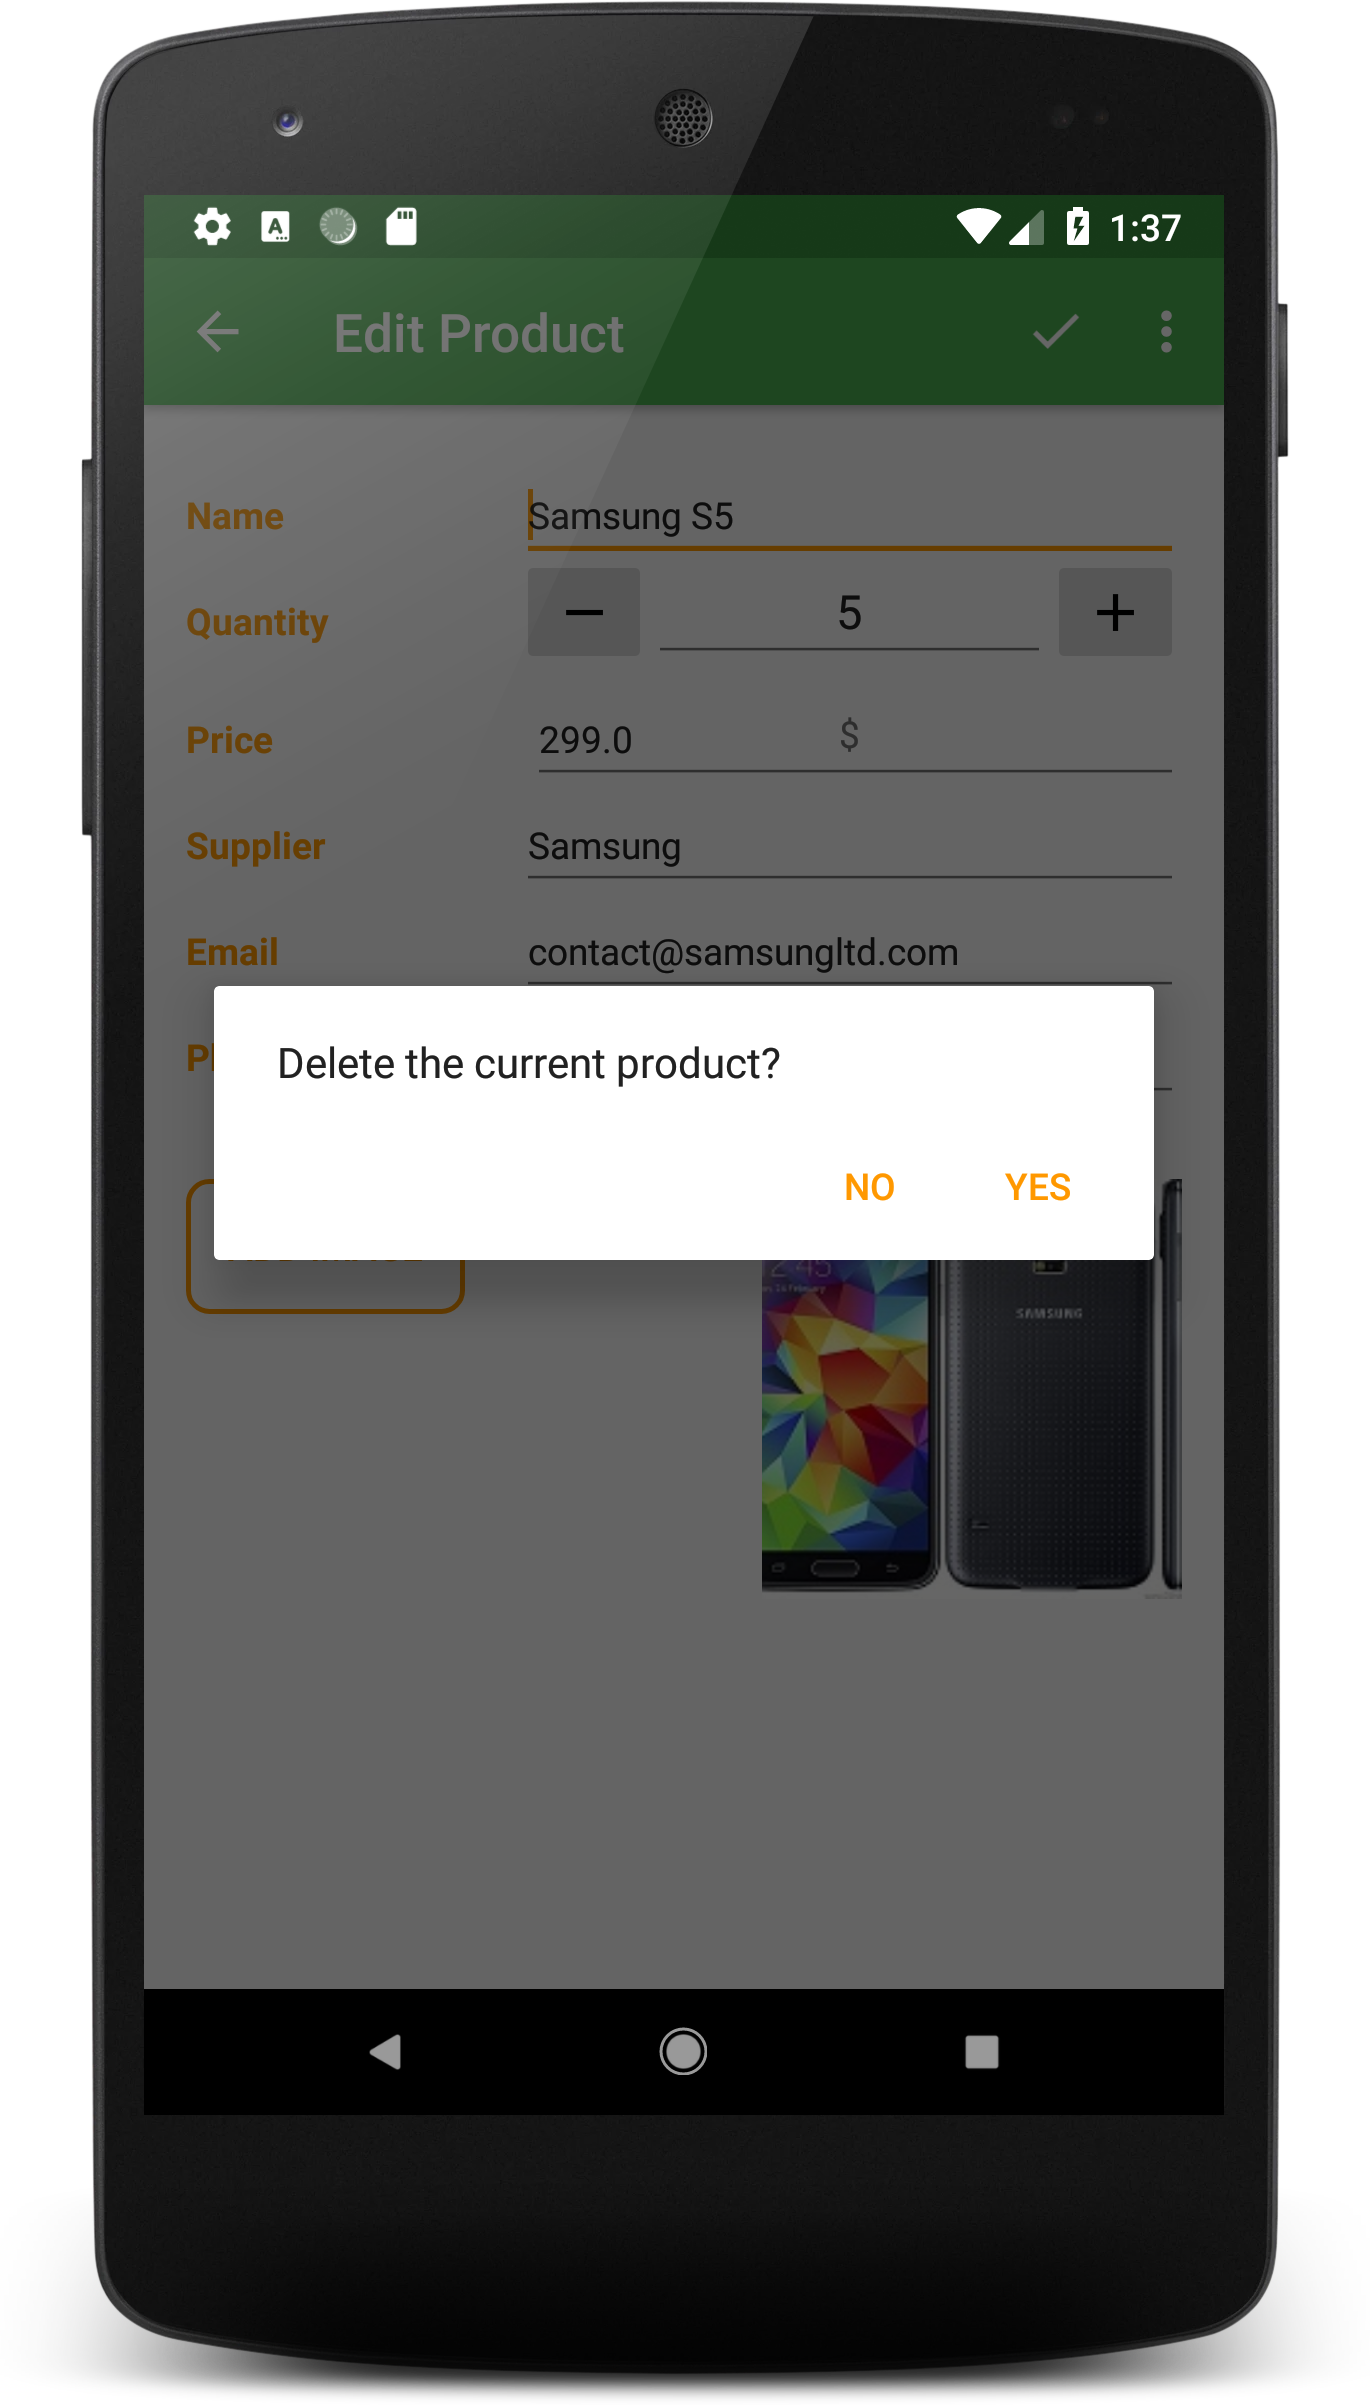 1:37
Edit Product
Name Samsung S5
Quantity 5
Price 299.0 $
Supplier Samsung
Email contact@samsungltd.com
Delete the current product?
NO YES
SAMSUNG